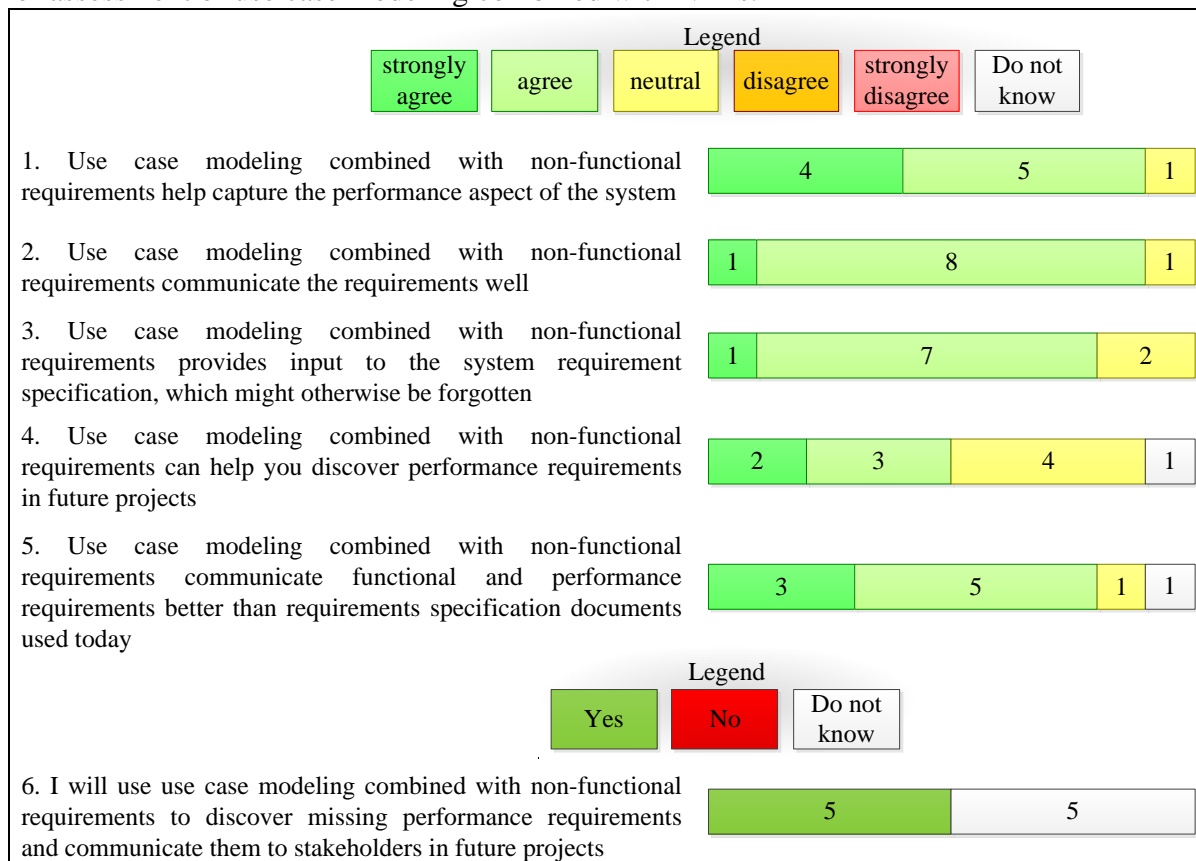 Legend
strongly agree
agree
neutral
disagree
strongly disagree
Do not know
1. Use case modeling combined with non-functional
requirements help capture the performance aspect of the system
4 5 1
2. Use case modeling combined with non-functional
requirements communicate the requirements well
1 8 1
3. Use case modeling combined with non-functional
requirements provides input to the system requirement
specification, which might otherwise be forgotten
1 7 2
4. Use case modeling combined with non-functional
requirements can help you discover performance requirements
in future projects
2 3 4 1
5. Use case modeling combined with non-functional
requirements communicate functional and performance
requirements better than requirements specification documents
used today
3 5 1 1
Legend
Yes
No
Do not know
6. I will use use case modeling combined with non-functional
requirements to discover missing performance requirements
and communicate them to stakeholders in future projects
5 5